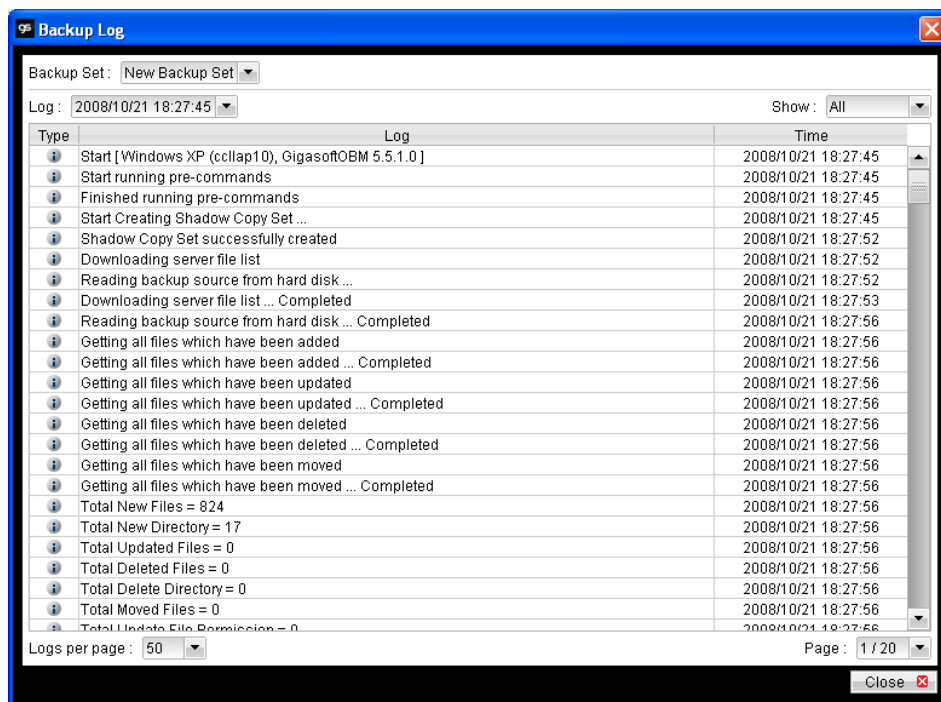 gs Backup Log
Backup Set : New Backup Set
Log : 2008/10/21 18:27:45 Show : All
Type Log Time
Start [ Windows XP (ccllap10), GigasoftOBM 5.5.1.0 ] 2008/10/21 18:27:45
Start running pre-commands 2008/10/21 18:27:45
Finished running pre-commands 2008/10/21 18:27:45
Start Creating Shadow Copy Set ... 2008/10/21 18:27:45
Shadow Copy Set successfully created 2008/10/21 18:27:52
Downloading server file list 2008/10/21 18:27:52
Reading backup source from hard disk ... 2008/10/21 18:27:52
Downloading server file list ... Completed 2008/10/21 18:27:53
Reading backup source from hard disk ... Completed 2008/10/21 18:27:56
Getting all files which have been added 2008/10/21 18:27:56
Getting all files which have been added ... Completed 2008/10/21 18:27:56
Getting all files which have been updated 2008/10/21 18:27:56
Getting all files which have been updated ... Completed 2008/10/21 18:27:56
Getting all files which have been deleted 2008/10/21 18:27:56
Getting all files which have been deleted ... Completed 2008/10/21 18:27:56
Getting all files which have been moved 2008/10/21 18:27:56
Getting all files which have been moved ... Completed 2008/10/21 18:27:56
Total New Files = 824 2008/10/21 18:27:56
Total New Directory = 17 2008/10/21 18:27:56
Total Updated Files = 0 2008/10/21 18:27:56
Total Deleted Files = 0 2008/10/21 18:27:56
Total Delete Directory = 0 2008/10/21 18:27:56
Total Moved Files = 0 2008/10/21 18:27:56
Total Update File Permission = 0 2008/10/21 18:27:56
Logs per page : 50 Page : 1 / 20
Close